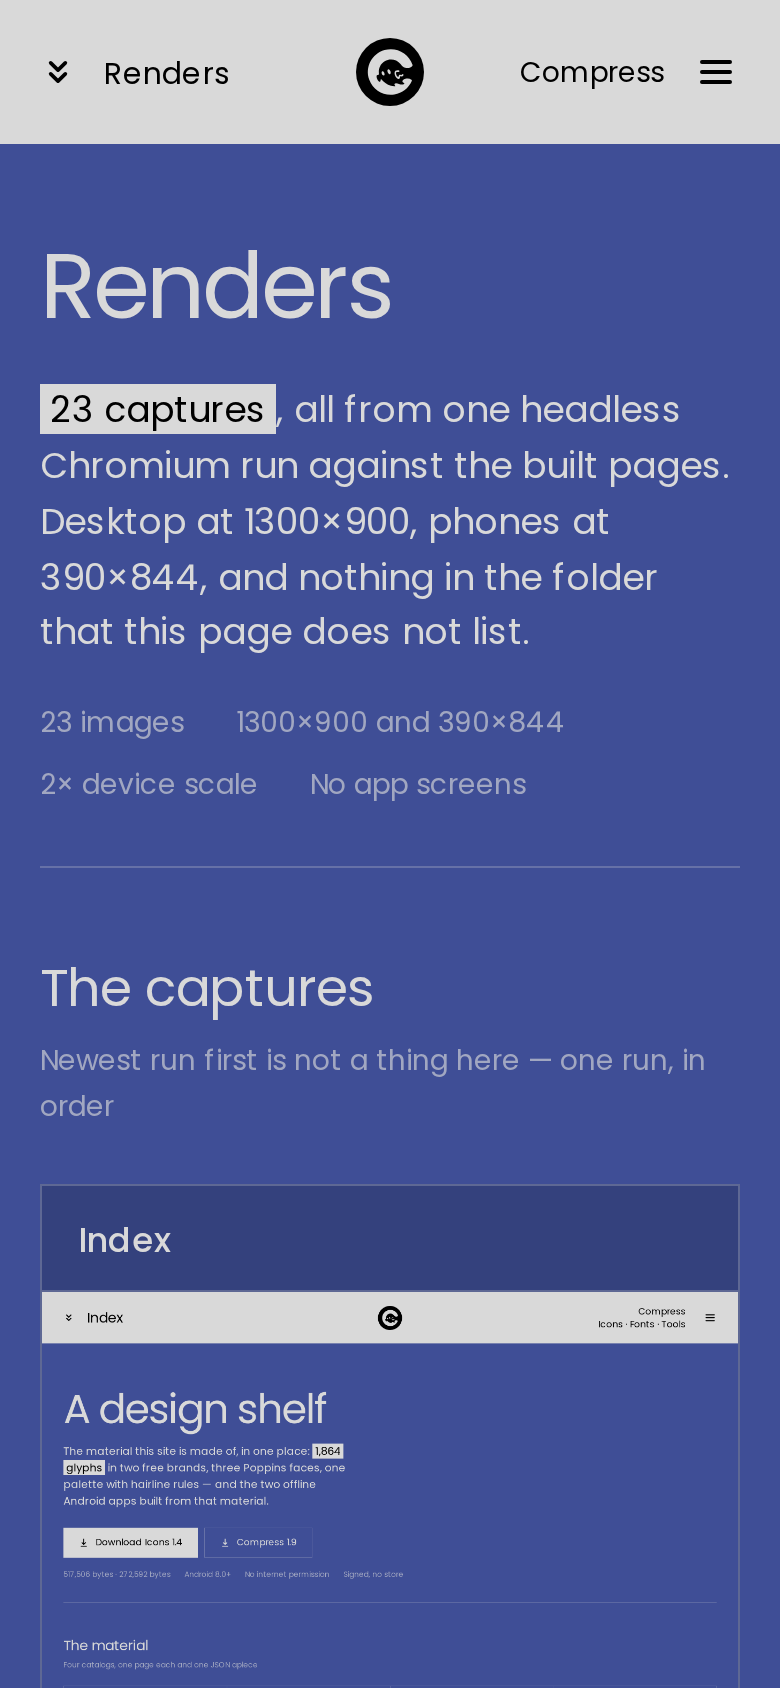 Renders
Compress
Renders
23 captures, all from one headless
Chromium run against the built pages.
Desktop at 1300×900, phones at
390×844, and nothing in the folder
that this page does not list.
23 images 1300×900 and 390×844
2× device scale No app screens
The captures
Newest run first is not a thing here — one run, in
order
Index
Index
Compress
Icons · Fonts · Tools
A design shelf
The material this site is made of, in one place: 1,864
glyphs in two free brands, three Poppins faces, one
palette with hairline rules — and the two offline
Android apps built from that material.
Download Icons 1.4 Compress 1.9
517,506 bytes · 272,592 bytes Android 8.0+ No Internet permission Signed, no store
The material
Four catalogs, one page each and one JSON apiece